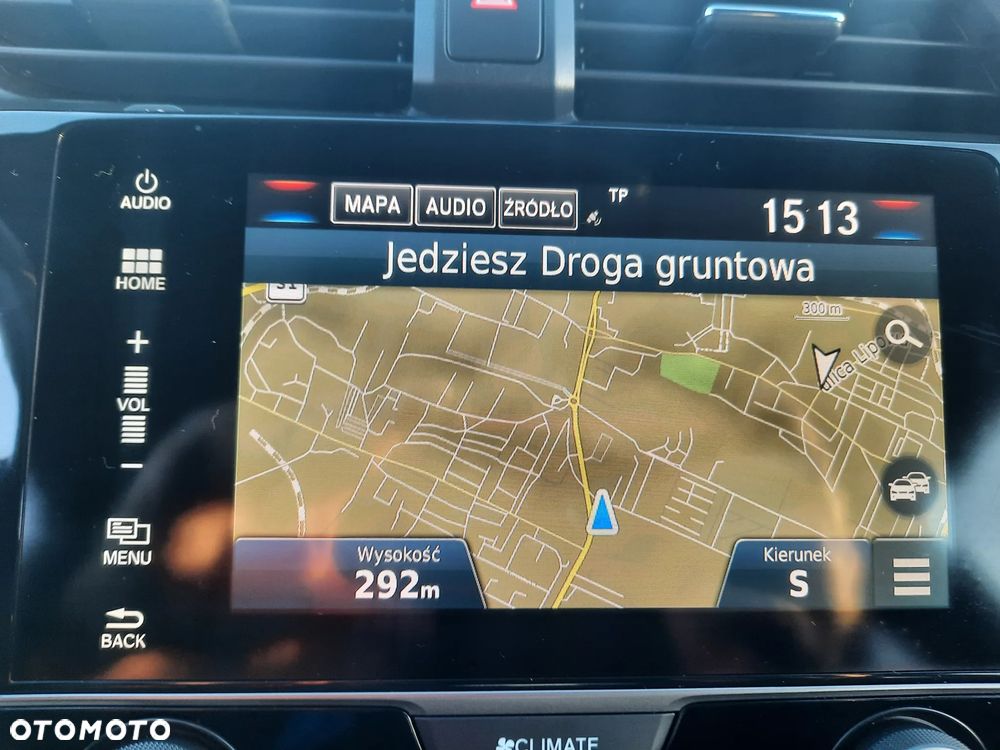 AUDIO
HOME
+
VOL
−
MENU
BACK
MAPA
AUDIO
ŹRÓDŁO
TP
15 13
Jedziesz Droga gruntowa
300 m
Wysokość
292m
Kierunek
S
OTOMOTO
CLIMATE